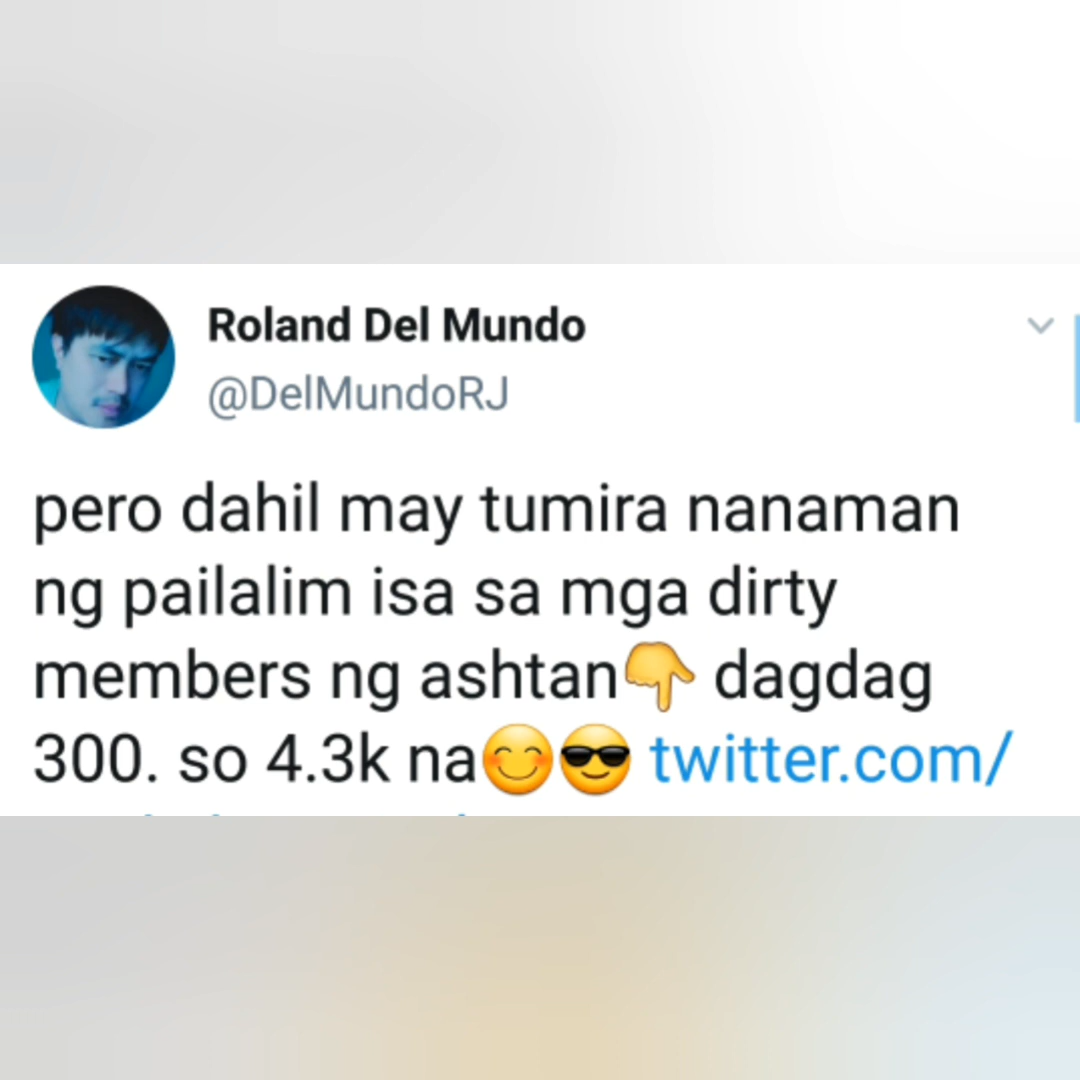 Roland Del Mundo
@DelMundoRJ
pero dahil may tumira nanaman
ng pailalim isa sa mga dirty
members ng ashtan👇 dagdag
300. so 4.3k na😊😎 twitter.com/